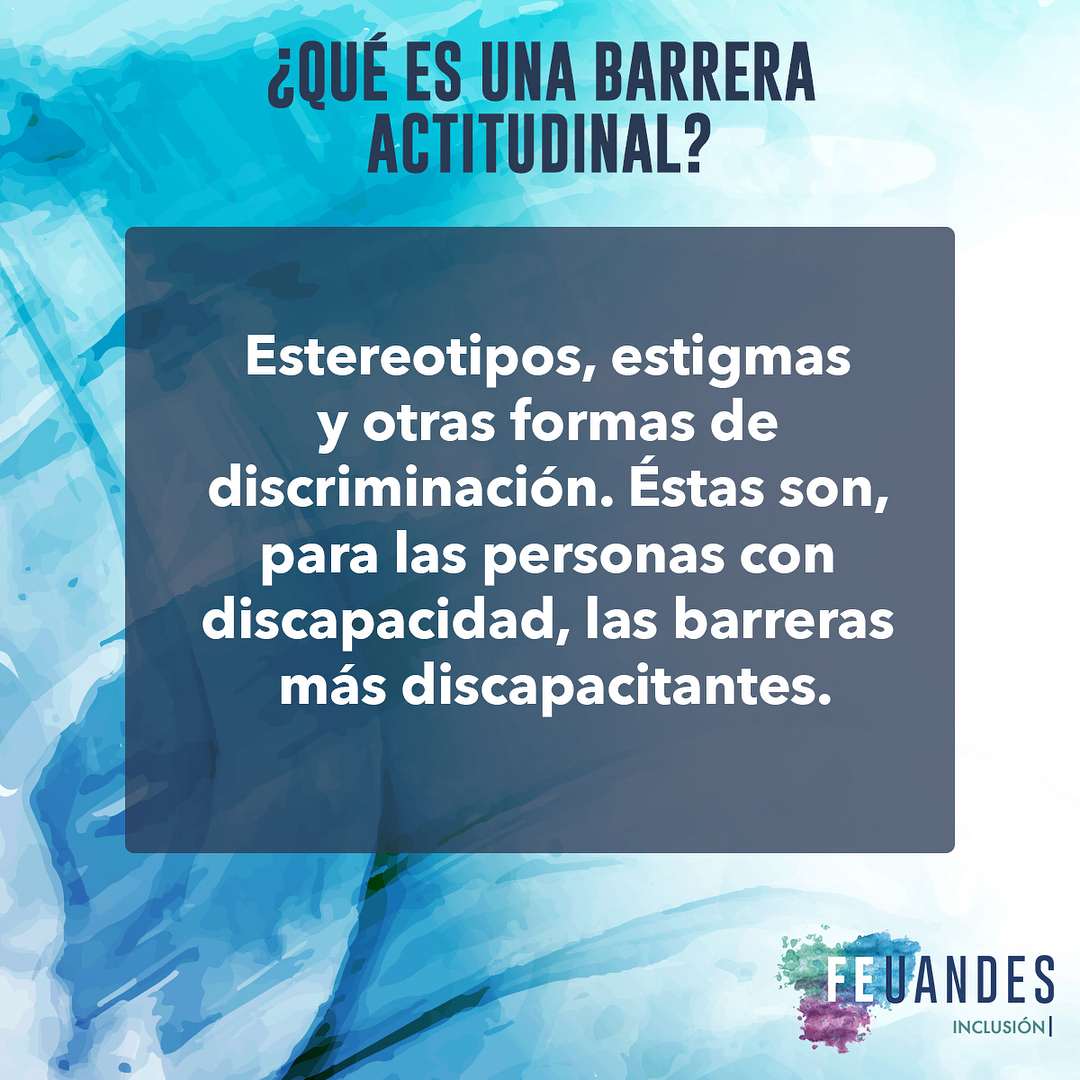 ¿QUÉ ES UNA BARRERA
ACTITUDINAL?
Estereotipos, estigmas
y otras formas de
discriminación. Éstas son,
para las personas con
discapacidad, las barreras
más discapacitantes.
FEUANDES
INCLUSIÓN|